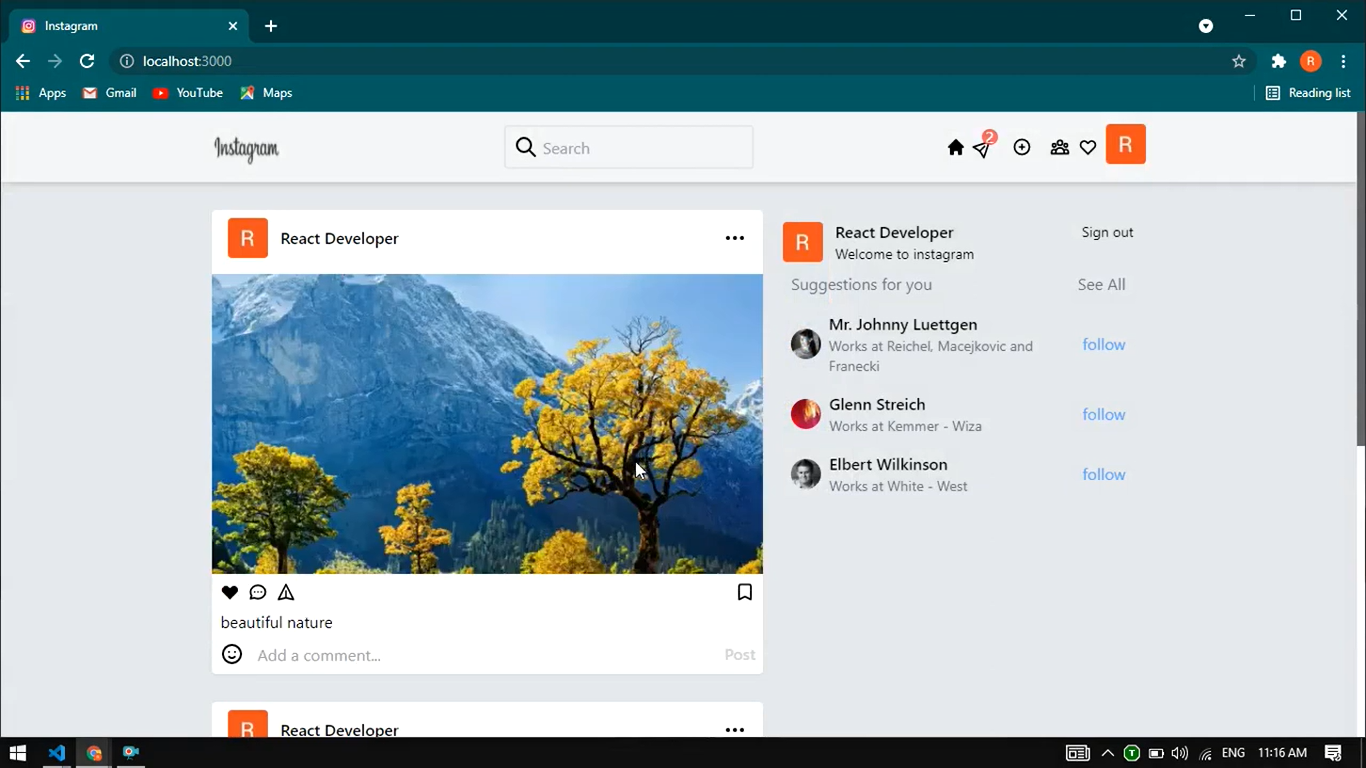 Instagram
localhost:3000
R
Apps
Gmail
YouTube
Maps
Reading list
Instagram
Search
2
R
R
React Developer
beautiful nature
Add a comment...
Post
R
React Developer
R
React Developer
Sign out
Welcome to instagram
Suggestions for you
See All
Mr. Johnny Luettgen
Works at Reichel, Macejkovic and
Franecki
follow
Glenn Streich
Works at Kemmer - Wiza
follow
Elbert Wilkinson
Works at White - West
follow
ENG
11:16 AM